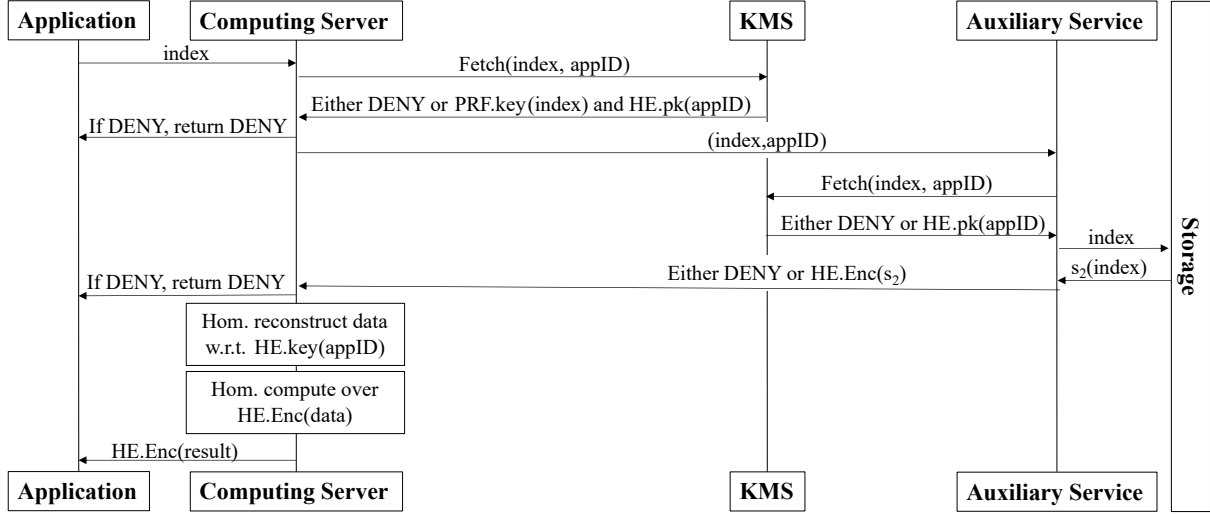 Application
Computing Server
KMS
Auxiliary Service
index
Fetch(index, appID)
Either DENY or PRF.key(index) and HE.pk(appID)
If DENY, return DENY
(index,appID)
Fetch(index, appID)
Either DENY or HE.pk(appID)
index
Storage
Either DENY or HE.Enc(s₂)
s₂(index)
If DENY, return DENY
Hom. reconstruct data
w.r.t. HE.key(appID)
Hom. compute over
HE.Enc(data)
HE.Enc(result)
Application
Computing Server
KMS
Auxiliary Service